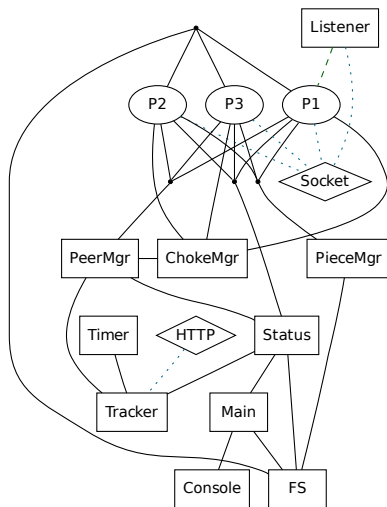 Listener
P2
P3
P1
Socket
PeerMgr
ChokeMgr
PieceMgr
Timer
HTTP
Status
Tracker
Main
Console
FS